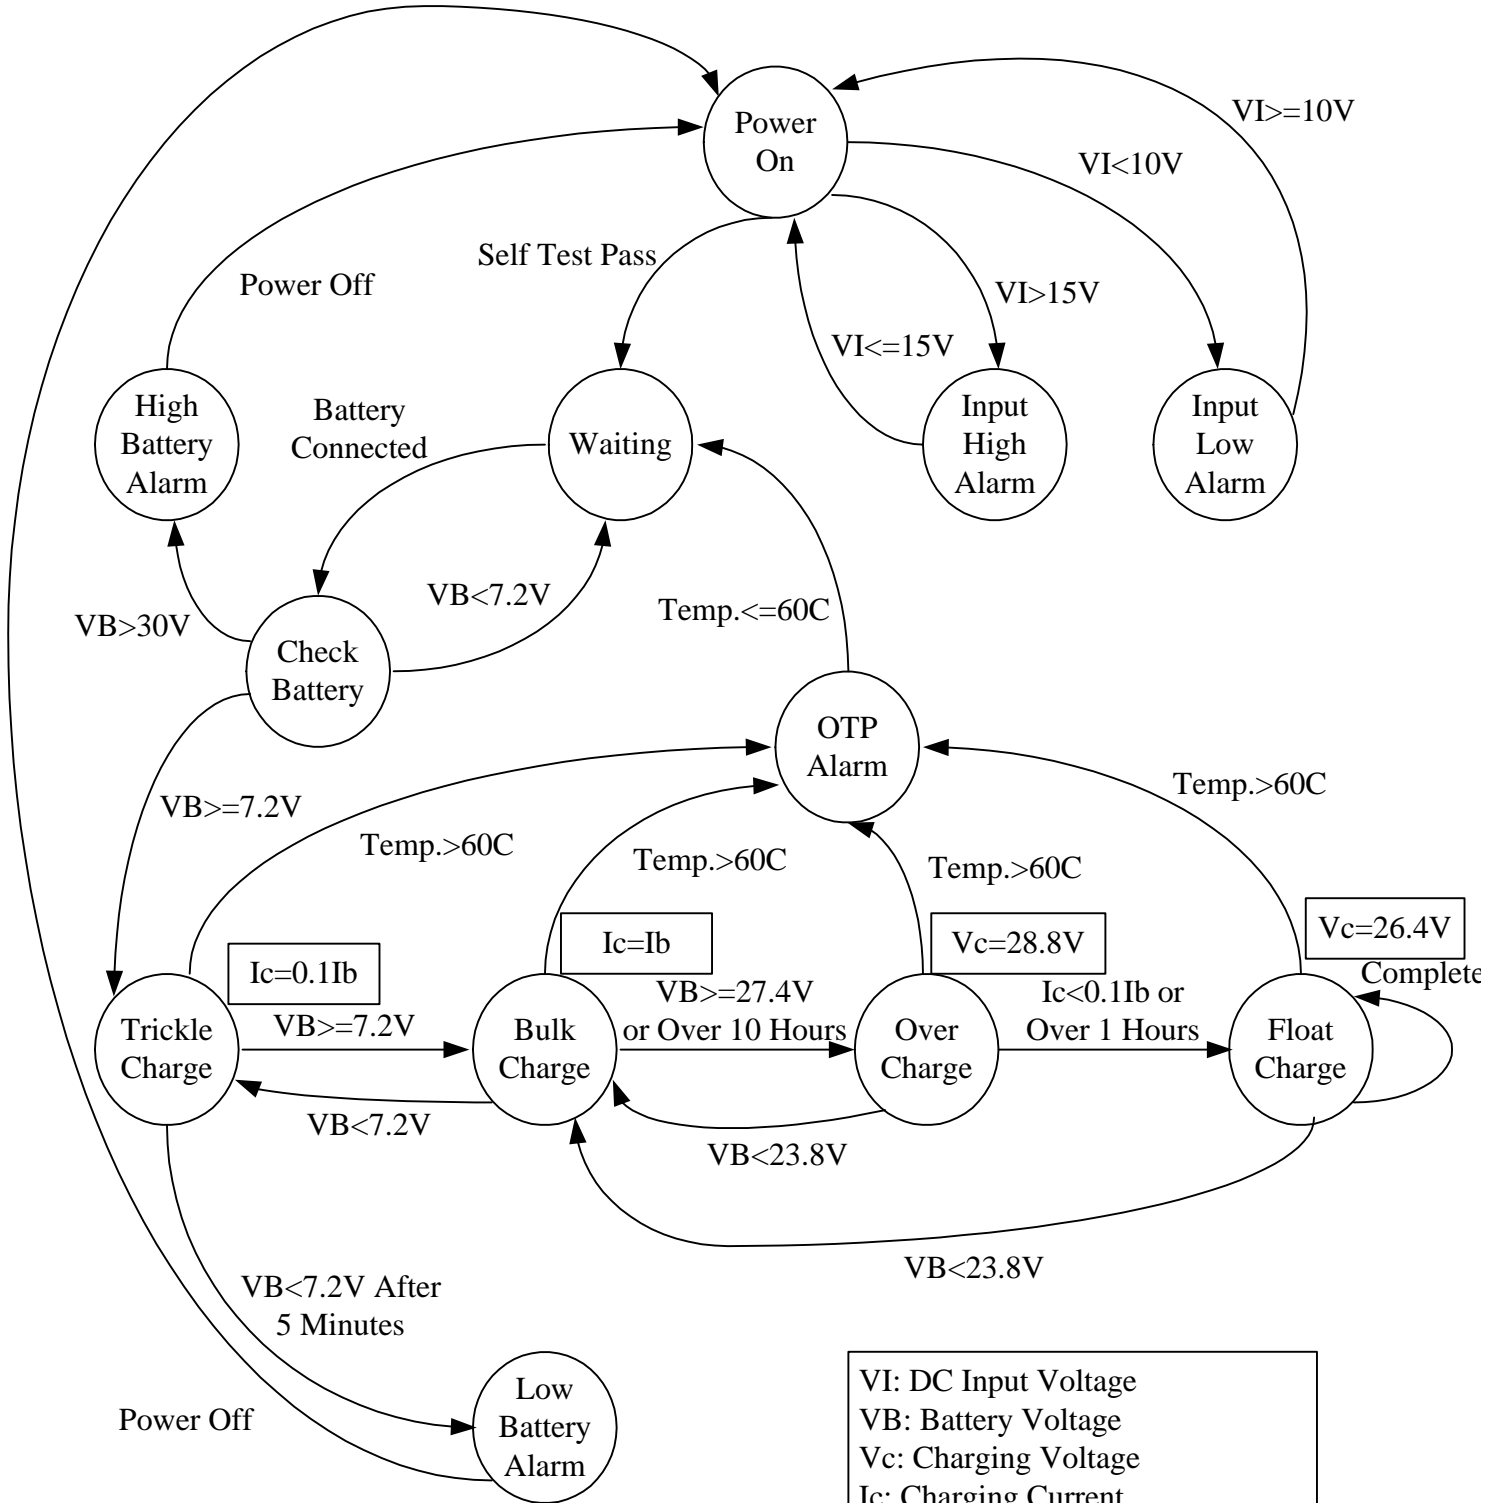 Power
On
VI>=10V
VI<10V
Self Test Pass
Power Off
VI>15V
VI<=15V
High
Battery
Alarm
Battery
Connected
Waiting
Input
High
Alarm
Input
Low
Alarm
VB<7.2V
Temp.<=60C
VB>30V
Check
Battery
OTP
Alarm
VB>=7.2V
Temp.>60C
Temp.>60C
Temp.>60C
Temp.>60C
Ic=0.1Ib
Ic=Ib
Vc=28.8V
Vc=26.4V
Complete
Trickle
Charge
VB>=7.2V
Bulk
Charge
VB>=27.4V
or Over 10 Hours
Over
Charge
Ic<0.1Ib or
Over 1 Hours
Float
Charge
VB<7.2V
VB<23.8V
VB<23.8V
VB<7.2V After
5 Minutes
Power Off
Low
Battery
Alarm
VI: DC Input Voltage
VB: Battery Voltage
Vc: Charging Voltage
Ic: Charging Current